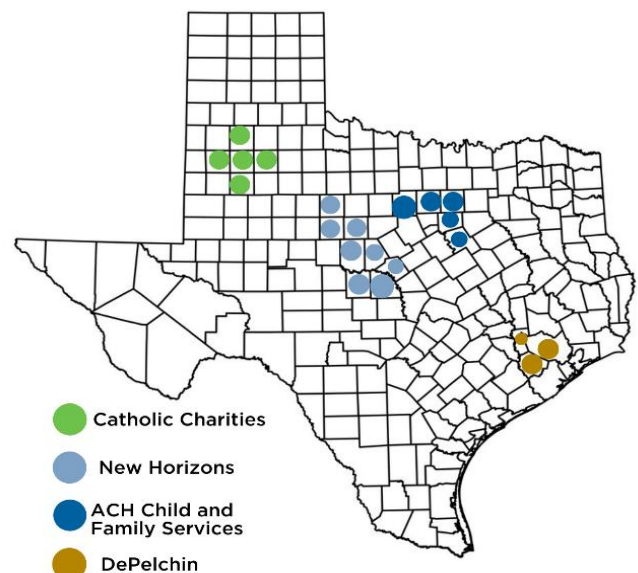 Catholic Charities
New Horizons
ACH Child and
Family Services
DePelchin